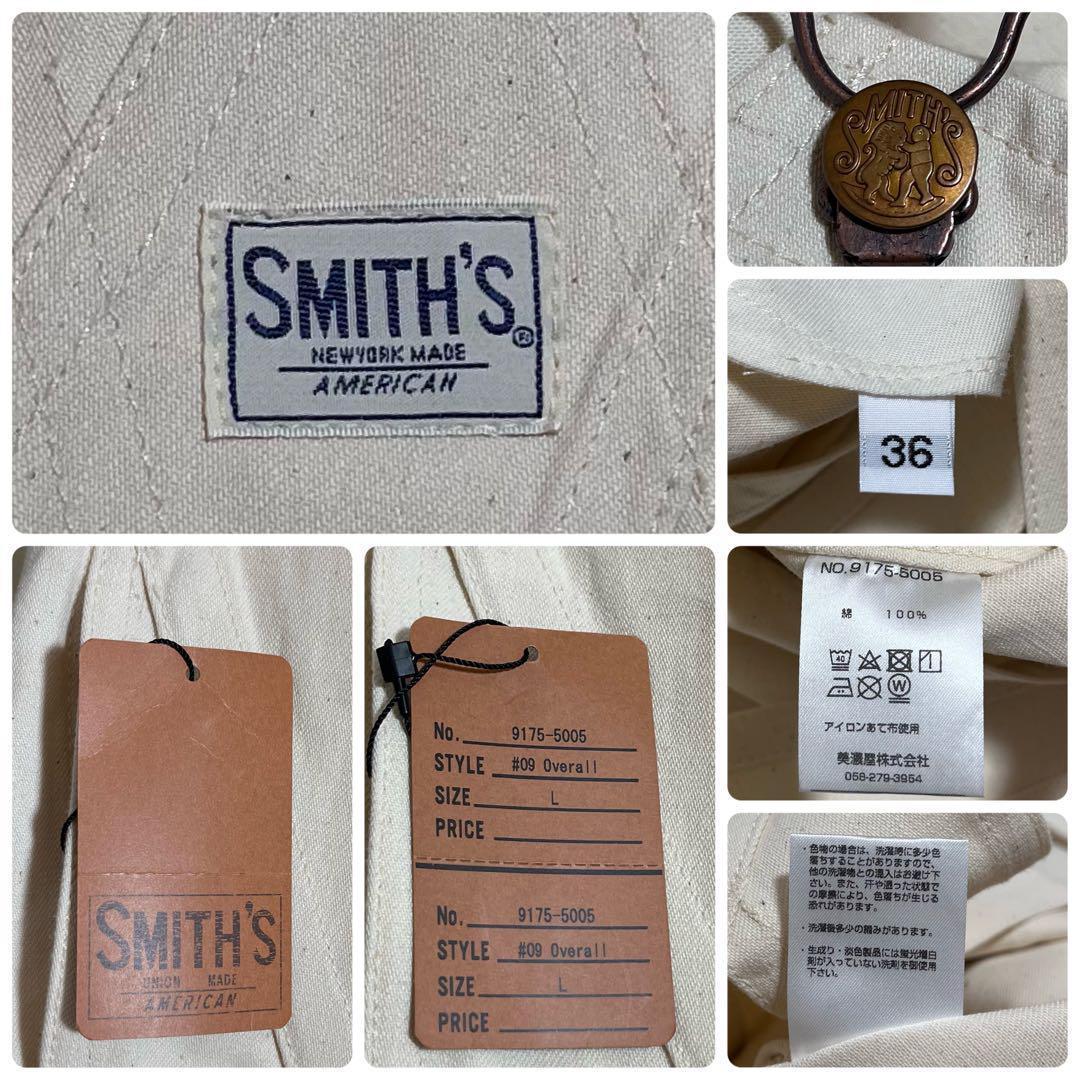 SMITH'S
®
NEWYORK MADE
AMERICAN
SMITH'S
36
SMITH'S
UNION MADE
AMERICAN
No. 9175-5005
STYLE #09 Overall
SIZE L
PRICE
No. 9175-5005
STYLE #09 Overall
SIZE L
PRICE
NO.9175-5005
綿 100%
40
W
アイロンあて布使用
美濃屋株式会社
058-279-3954
・色物の場合は、洗濯時に多少色
落ちすることがありますので、
他の洗濯物との混入はお避け下
さい。また、汗や湿った状態で
の摩擦により、色落ちが生じる
恐れがあります。
・洗濯後多少の縮みがあります。
・生成り・淡色製品には蛍光増白
剤が入っていない洗剤を御使用
下さい。